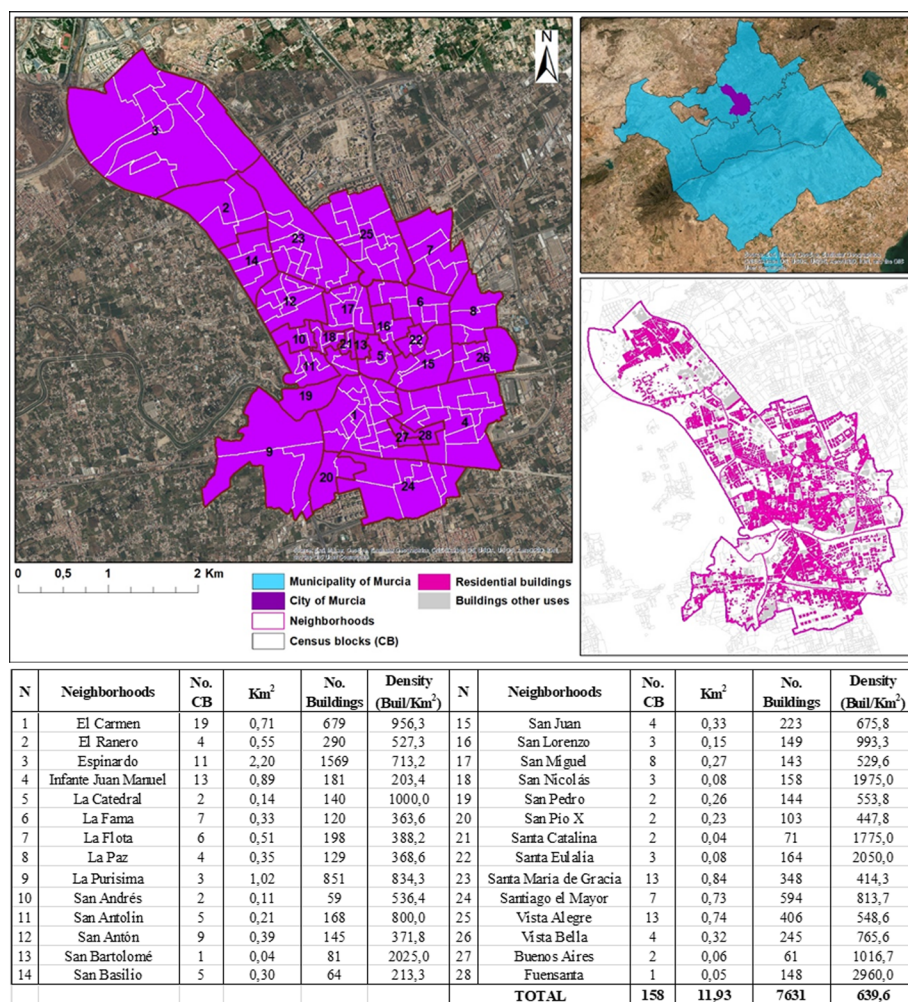 N
3
2
23
25
7
14
12
17
6
8
16
10
18
21
13
22
5
15
26
11
19
1
4
27
28
9
20
24
0 0,5 1 2 Km
Municipality of Murcia
City of Murcia
Neighborhoods
Census blocks (CB)
Residential buildings
Buildings other uses
N Neighborhoods No. CB Km² No. Buildings Density (Buil/Km²) N Neighborhoods No. CB Km² No. Buildings Density (Buil/Km²)
1 El Carmen 19 0,71 679 956,3 15 San Juan 4 0,33 223 675,8
2 El Ranero 4 0,55 290 527,3 16 San Lorenzo 3 0,15 149 993,3
3 Espinardo 11 2,20 1569 713,2 17 San Miguel 8 0,27 143 529,6
4 Infante Juan Manuel 13 0,89 181 203,4 18 San Nicolás 3 0,08 158 1975,0
5 La Catedral 2 0,14 140 1000,0 19 San Pedro 2 0,26 144 553,8
6 La Fama 7 0,33 120 363,6 20 San Pio X 2 0,23 103 447,8
7 La Flota 6 0,51 198 388,2 21 Santa Catalina 2 0,04 71 1775,0
8 La Paz 4 0,35 129 368,6 22 Santa Eulalia 3 0,08 164 2050,0
9 La Purisima 3 1,02 851 834,3 23 Santa Maria de Gracia 13 0,84 348 414,3
10 San Andrés 2 0,11 59 536,4 24 Santiago el Mayor 7 0,73 594 813,7
11 San Antolin 5 0,21 168 800,0 25 Vista Alegre 13 0,74 406 548,6
12 San Antón 9 0,39 145 371,8 26 Vista Bella 4 0,32 245 765,6
13 San Bartolomé 1 0,04 81 2025,0 27 Buenos Aires 2 0,06 61 1016,7
14 San Basilio 5 0,30 64 213,3 28 Fuensanta 1 0,05 148 2960,0
TOTAL 158 11,93 7631 639,6